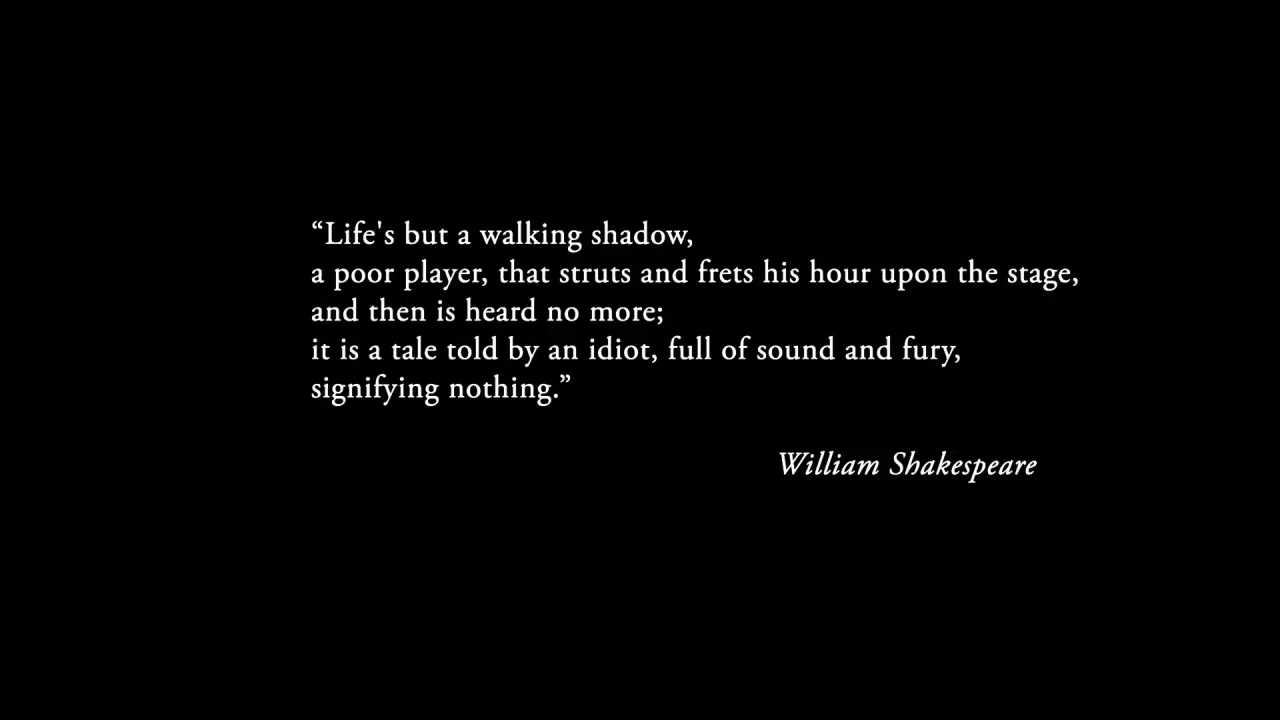 “Life's but a walking shadow,
a poor player, that struts and frets his hour upon the stage,
and then is heard no more;
it is a tale told by an idiot, full of sound and fury,
signifying nothing.”
William Shakespeare